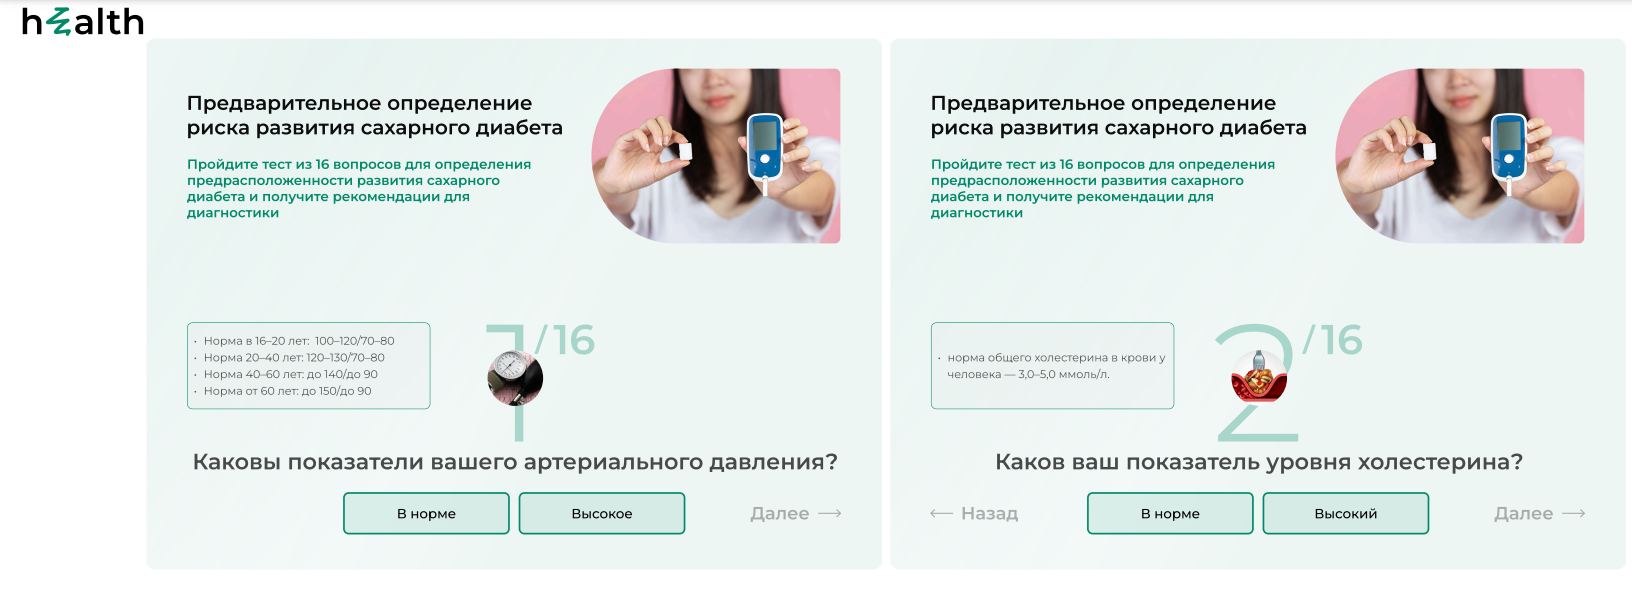 health
Предварительное определение
риска развития сахарного диабета
Пройдите тест из 16 вопросов для определения
предрасположенности развития сахарного
диабета и получите рекомендации для
диагностики
• Норма в 16–20 лет: 100–120/70–80
• Норма 20–40 лет: 120–130/70–80
• Норма 40–60 лет: до 140/до 90
• Норма от 60 лет: до 150/до 90
1/16
Каковы показатели вашего артериального давления?
В норме
Высокое
Далее →
Предварительное определение
риска развития сахарного диабета
Пройдите тест из 16 вопросов для определения
предрасположенности развития сахарного
диабета и получите рекомендации для
диагностики
• норма общего холестерина в крови у
человека — 3,0–5,0 ммоль/л.
2/16
Каков ваш показатель уровня холестерина?
← Назад
В норме
Высокий
Далее →